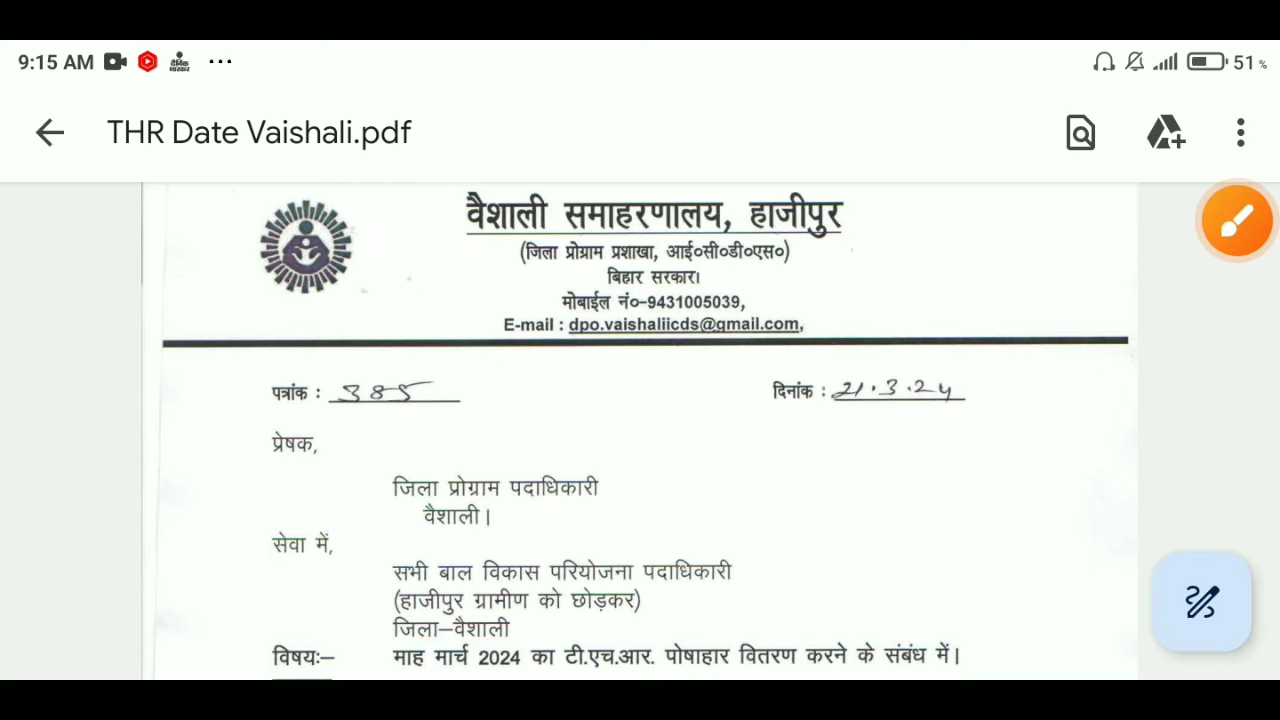 9:15 AM ... 51 %
THR Date Vaishali.pdf
वैशाली समाहरणालय, हाजीपुर
(जिला प्रोग्राम प्रशाखा, आई०सी०डी०एस०)
बिहार सरकार।
मोबाईल नं०-9431005039,
E-mail : dpo.vaishaliicds@gmail.com,
पत्रांक : 385 दिनांक : 21.3.24
प्रेषक,
जिला प्रोग्राम पदाधिकारी
वैशाली।
सेवा में,
सभी बाल विकास परियोजना पदाधिकारी
(हाजीपुर ग्रामीण को छोड़कर)
जिला–वैशाली
विषयः– माह मार्च 2024 का टी.एच.आर. पोषाहार वितरण करने के संबंध में।